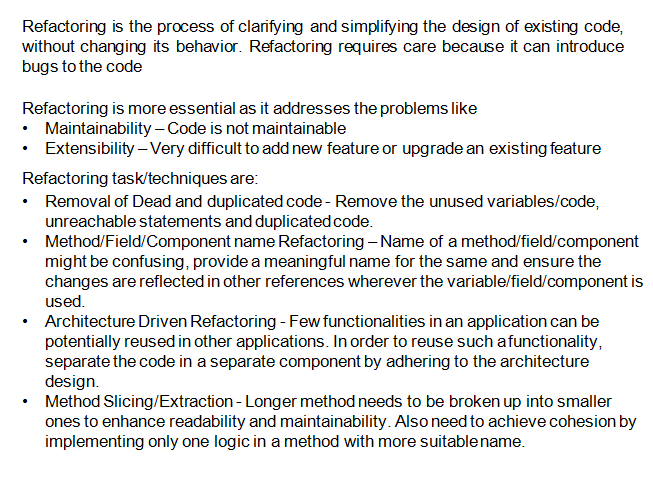 Refactoring is the process of clarifying and simplifying the design of existing code,
without changing its behavior. Refactoring requires care because it can introduce
bugs to the code
Refactoring is more essential as it addresses the problems like
• Maintainability – Code is not maintainable
• Extensibility – Very difficult to add new feature or upgrade an existing feature
Refactoring task/techniques are:
• Removal of Dead and duplicated code - Remove the unused variables/code,
unreachable statements and duplicated code.
• Method/Field/Component name Refactoring – Name of a method/field/component
might be confusing, provide a meaningful name for the same and ensure the
changes are reflected in other references wherever the variable/field/component is
used.
• Architecture Driven Refactoring - Few functionalities in an application can be
potentially reused in other applications. In order to reuse such a functionality,
separate the code in a separate component by adhering to the architecture
design.
• Method Slicing/Extraction - Longer method needs to be broken up into smaller
ones to enhance readability and maintainability. Also need to achieve cohesion by
implementing only one logic in a method with more suitable name.